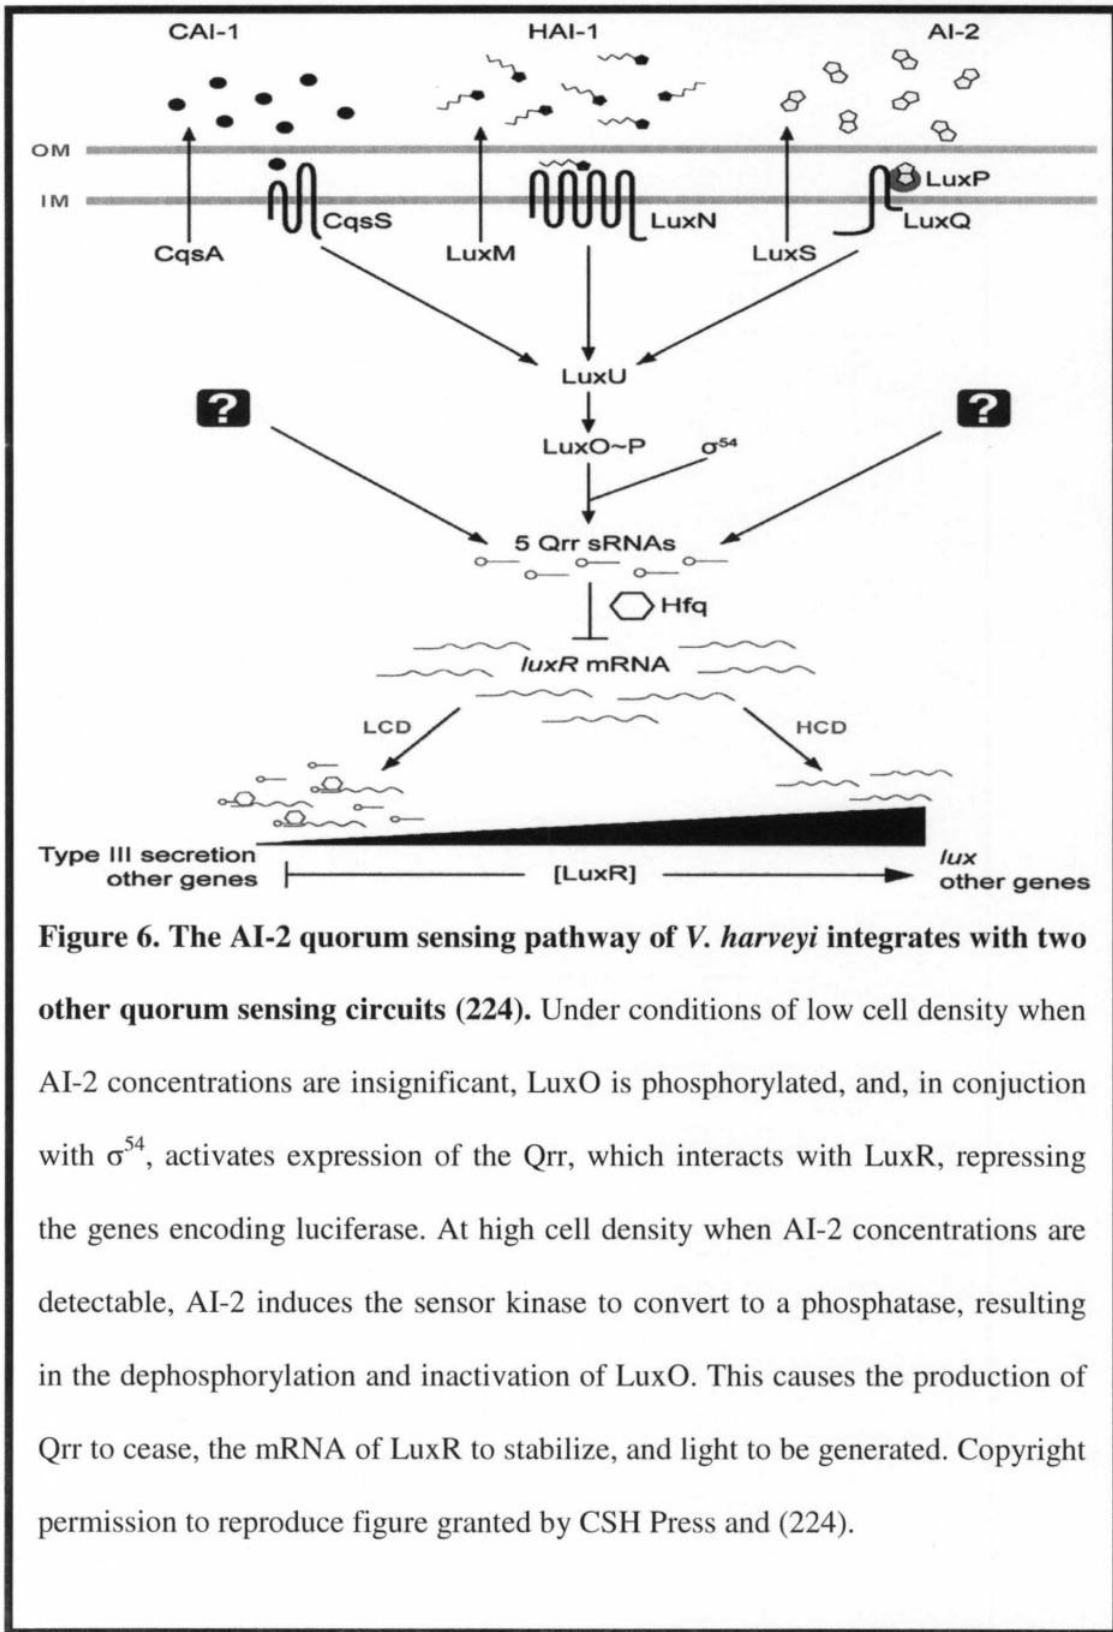 CAI-1 HAI-1 AI-2
OM
LuxP
IM
CqsS LuxN LuxQ
CqsA LuxM LuxS
LuxU
? ?
LuxO~P σ⁵⁴
5 Qrr sRNAs
Hfq
luxR mRNA
LCD HCD
Type III secretion lux
other genes [LuxR] other genes
Figure 6. The AI-2 quorum sensing pathway of V. harveyi integrates with two
other quorum sensing circuits (224). Under conditions of low cell density when
AI-2 concentrations are insignificant, LuxO is phosphorylated, and, in conjuction
with σ⁵⁴, activates expression of the Qrr, which interacts with LuxR, repressing
the genes encoding luciferase. At high cell density when AI-2 concentrations are
detectable, AI-2 induces the sensor kinase to convert to a phosphatase, resulting
in the dephosphorylation and inactivation of LuxO. This causes the production of
Qrr to cease, the mRNA of LuxR to stabilize, and light to be generated. Copyright
permission to reproduce figure granted by CSH Press and (224).